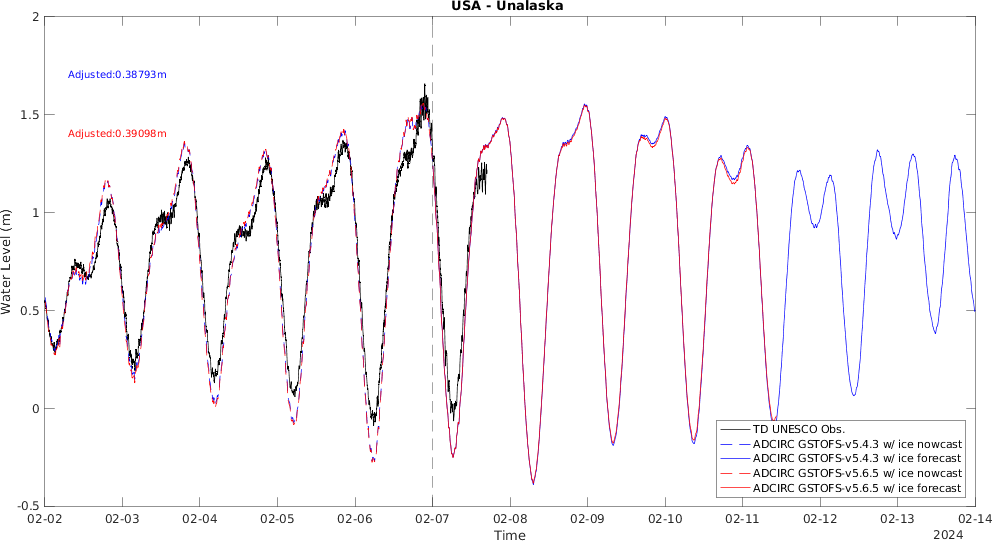 USA - Unalaska
2
1.5
1
0.5
0
-0.5
Water Level (m)
Adjusted:0.38793m
Adjusted:0.39098m
TD UNESCO Obs.
ADCIRC GSTOFS-v5.4.3 w/ ice nowcast
ADCIRC GSTOFS-v5.4.3 w/ ice forecast
ADCIRC GSTOFS-v5.6.5 w/ ice nowcast
ADCIRC GSTOFS-v5.6.5 w/ ice forecast
02-02 02-03 02-04 02-05 02-06 02-07 02-08 02-09 02-10 02-11 02-12 02-13 02-14
Time
2024